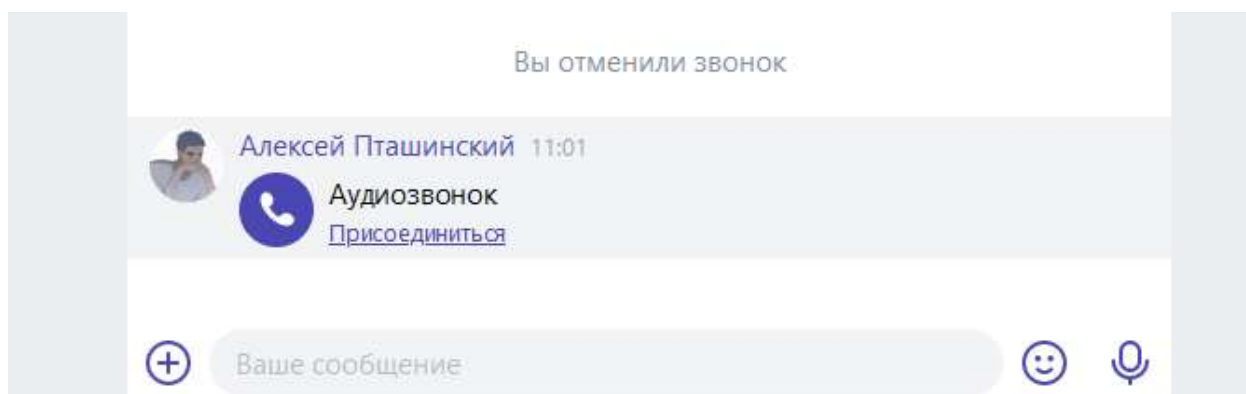 Вы отменили звонок
Алексей Пташинский 11:01
Аудиозвонок
Присоединиться
Ваше сообщение